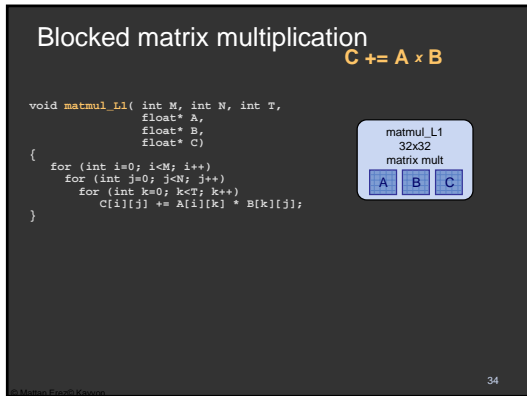 Blocked matrix multiplication
C += A x B
void matmul_L1( int M, int N, int T,
float* A,
float* B,
float* C)
{
for (int i=0; i<M; i++)
for (int j=0; j<N; j++)
for (int k=0; k<T; k++)
C[i][j] += A[i][k] * B[k][j];
}
matmul_L1
32x32
matrix mult
A B C
34